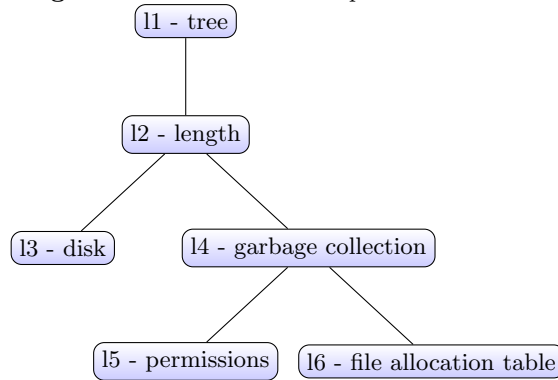 l1 - tree
l2 - length
l3 - disk
l4 - garbage collection
l5 - permissions
l6 - file allocation table